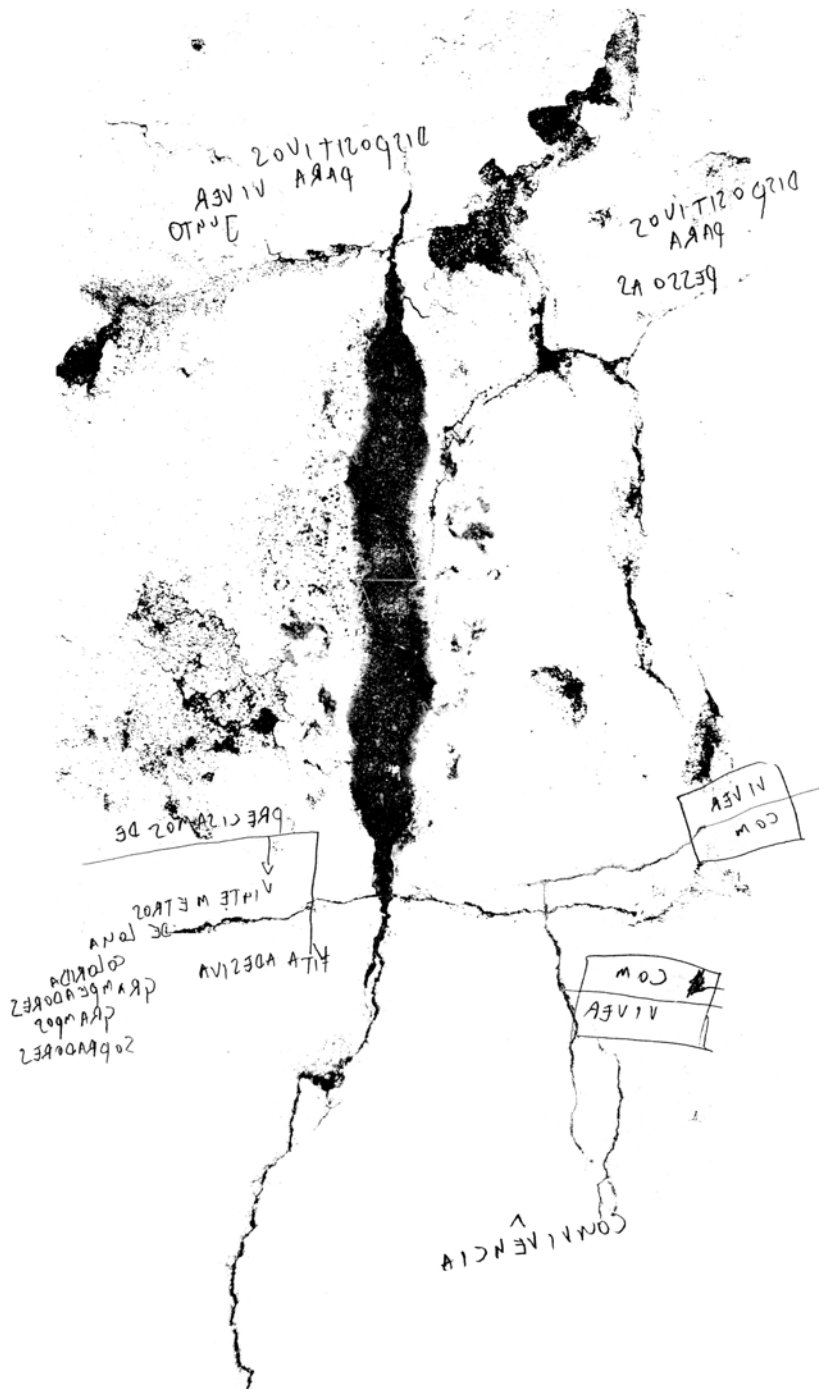 DISPOSITIVOS
PARA VIVER
JUNTO
DISPOSITIVOS
PARA
PESSOAS
VIVER
COM
PRECISAMOS DE
VINTE METROS
DE LONA
COLORIDA
GRAMPEADORES
GRAMPOS
SOPRADORES
FITA ADESIVA
COM
VIVER
CONVIVÊNCIA